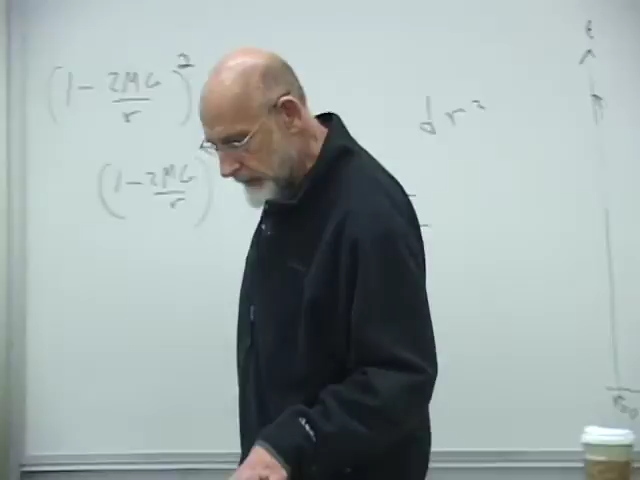 (1 - 2MG/r)² dr²
(1 - 2MG/r)
t